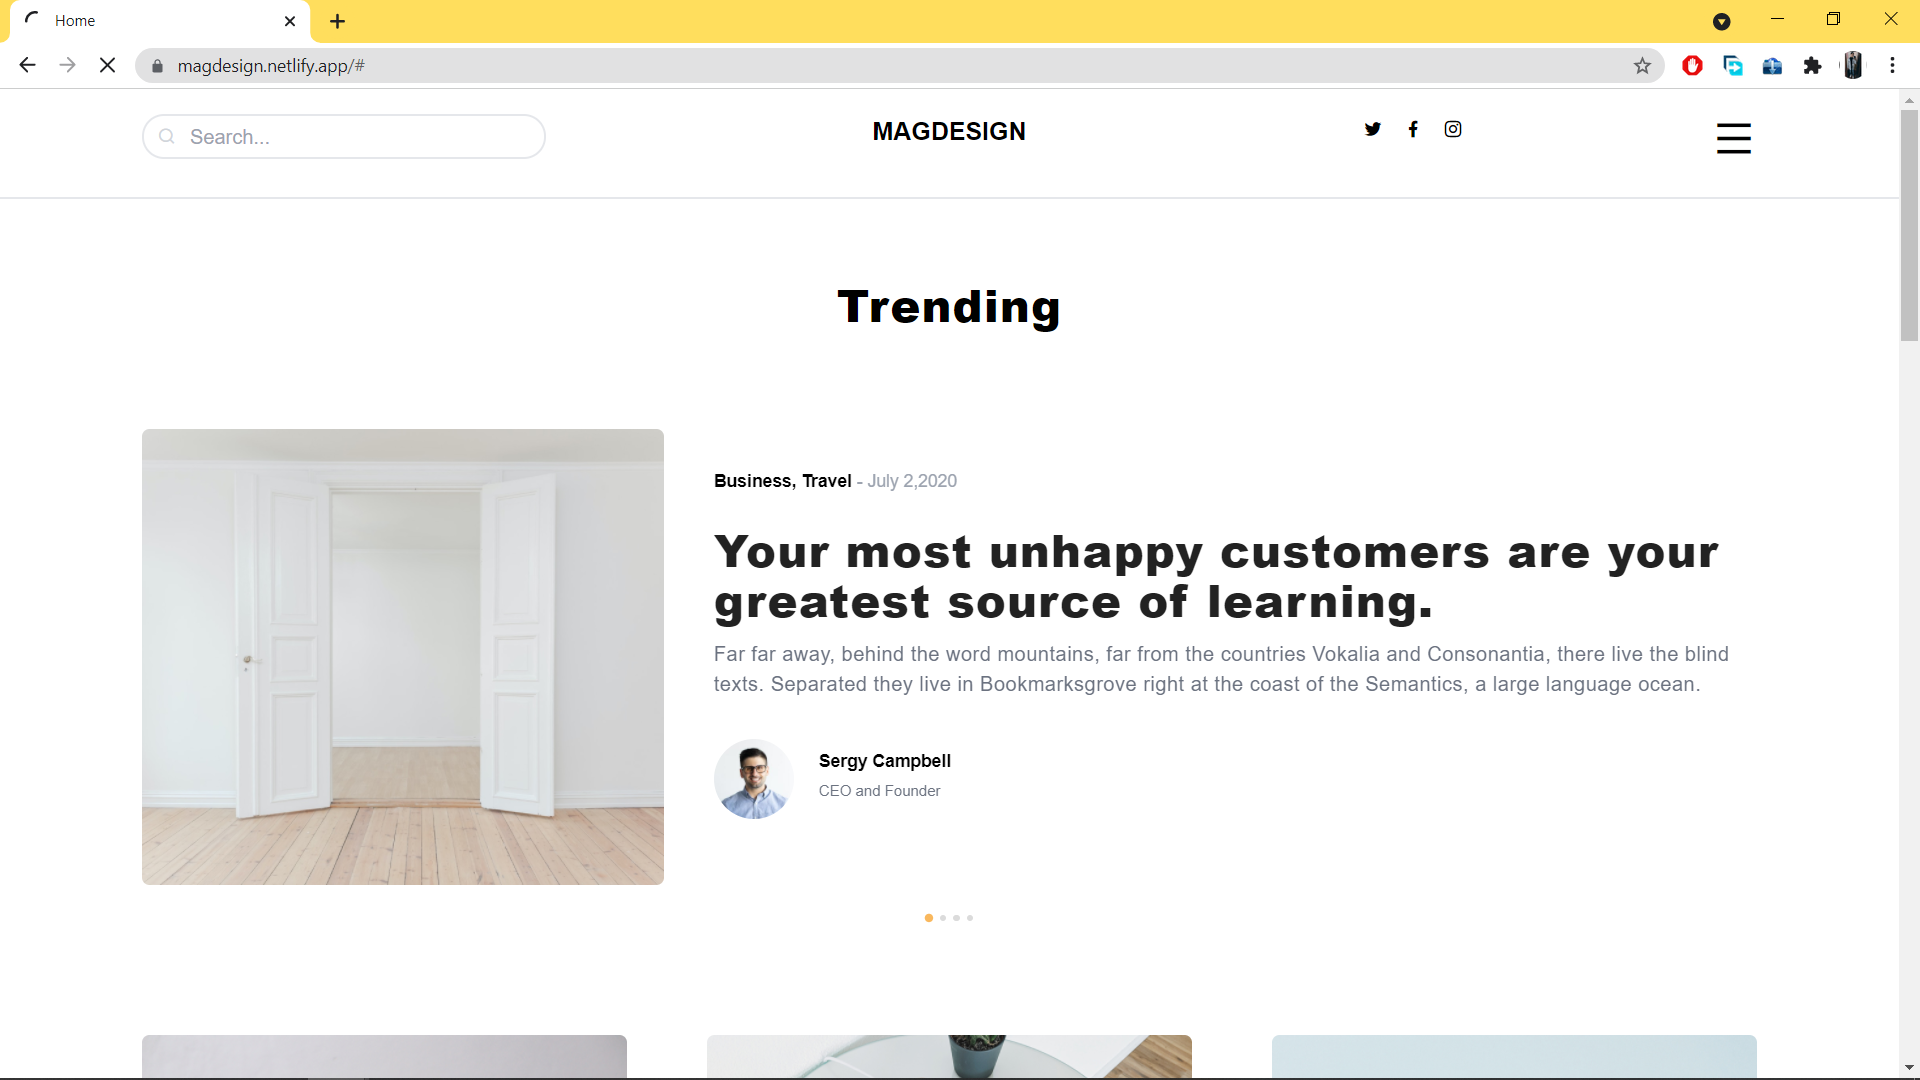 Home
magdesign.netlify.app/#
Search...
MAGDESIGN
Trending
Business, Travel - July 2,2020
Your most unhappy customers are your
greatest source of learning.
Far far away, behind the word mountains, far from the countries Vokalia and Consonantia, there live the blind
texts. Separated they live in Bookmarksgrove right at the coast of the Semantics, a large language ocean.
Sergy Campbell
CEO and Founder